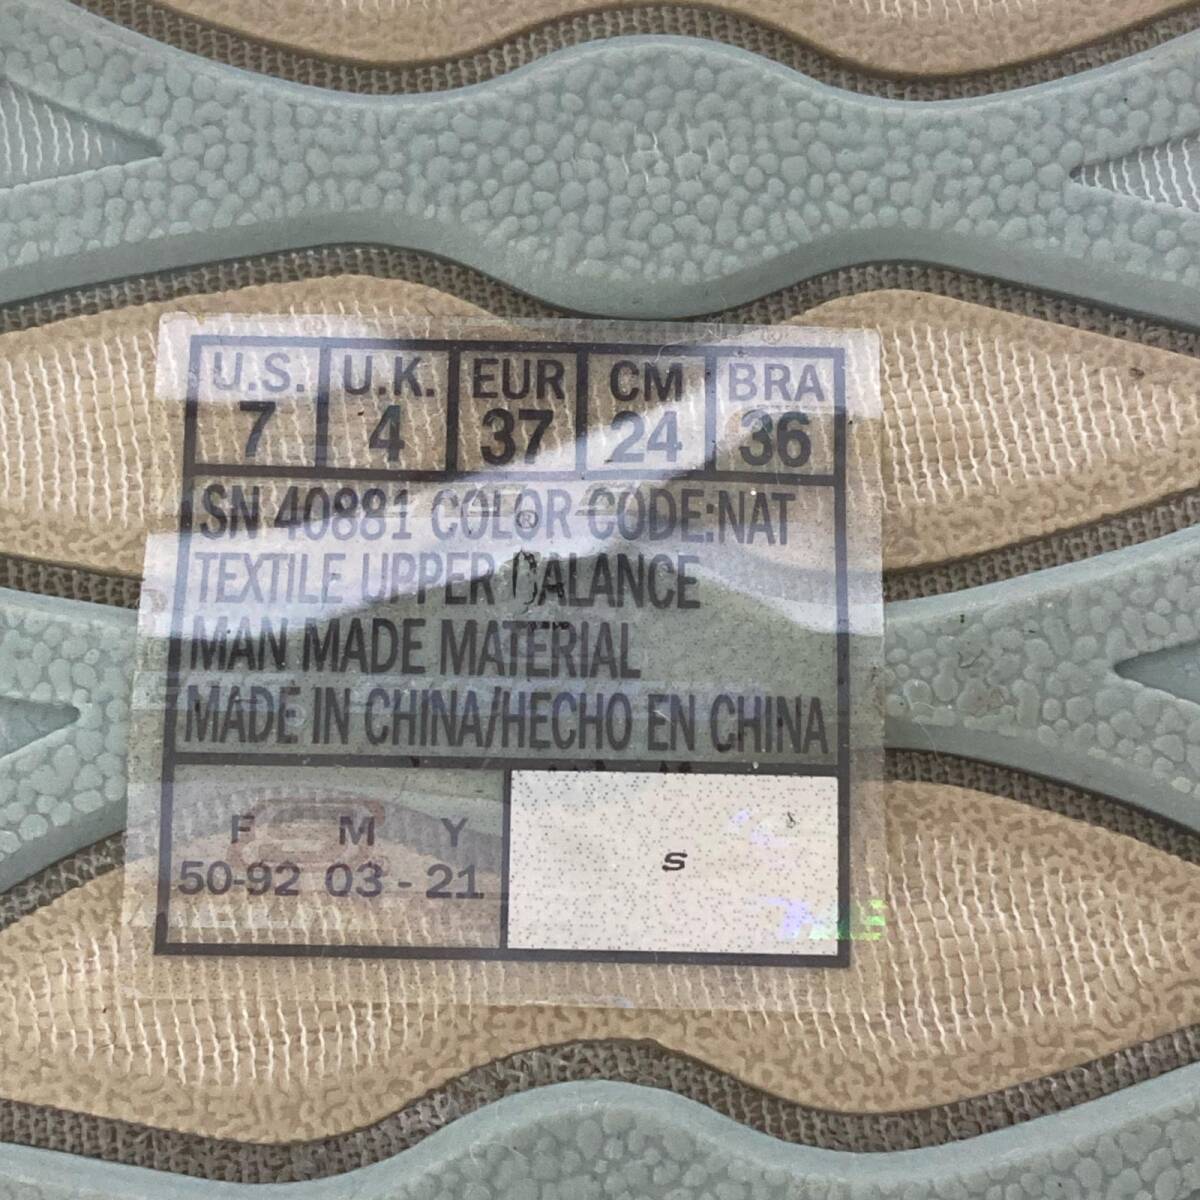 U.S. U.K. EUR CM BRA
7 4 37 24 36
SN 40881 COLOR CODE:NAT
TEXTILE UPPER BALANCE
MAN MADE MATERIAL
MADE IN CHINA/HECHO EN CHINA
F M Y
50-92 03 - 21
S